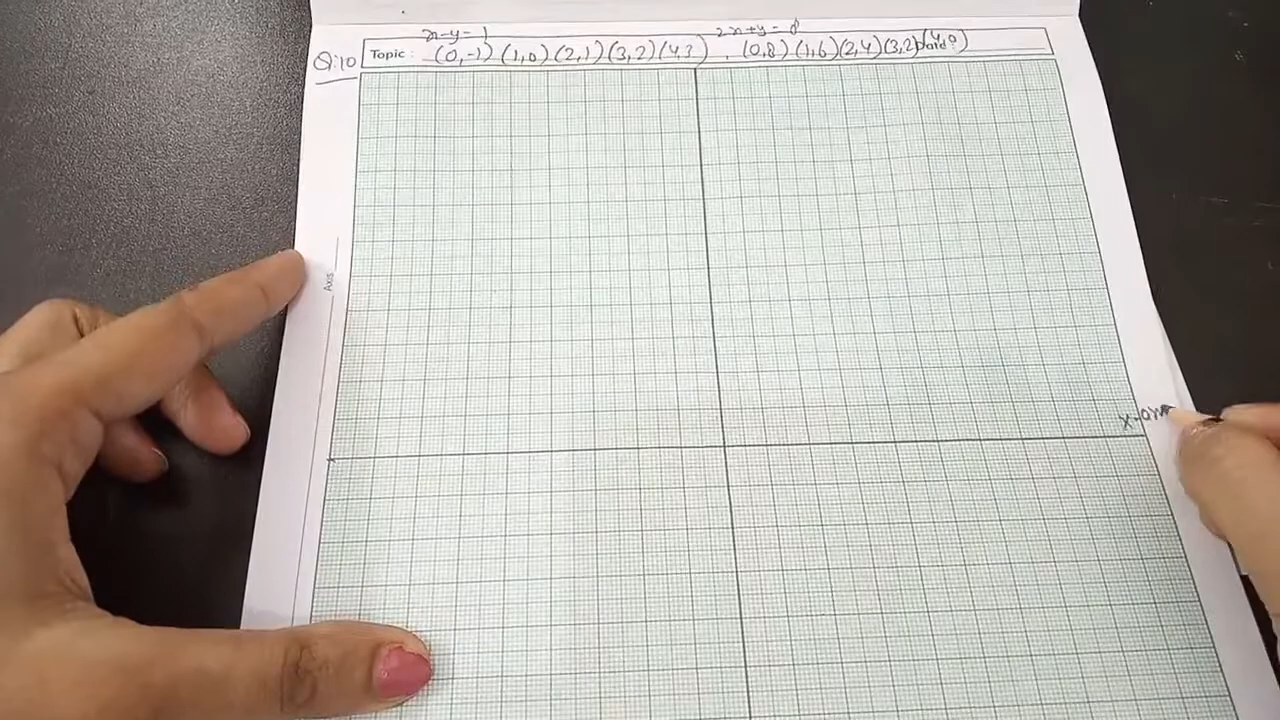 x-y=1 2x+y=8
Q:10 Topic: (0,-1) (1,0) (2,1) (3,2) (4,3) , (0,8) (1,6) (2,4) (3,2) (4,0)
Axis
X-axis